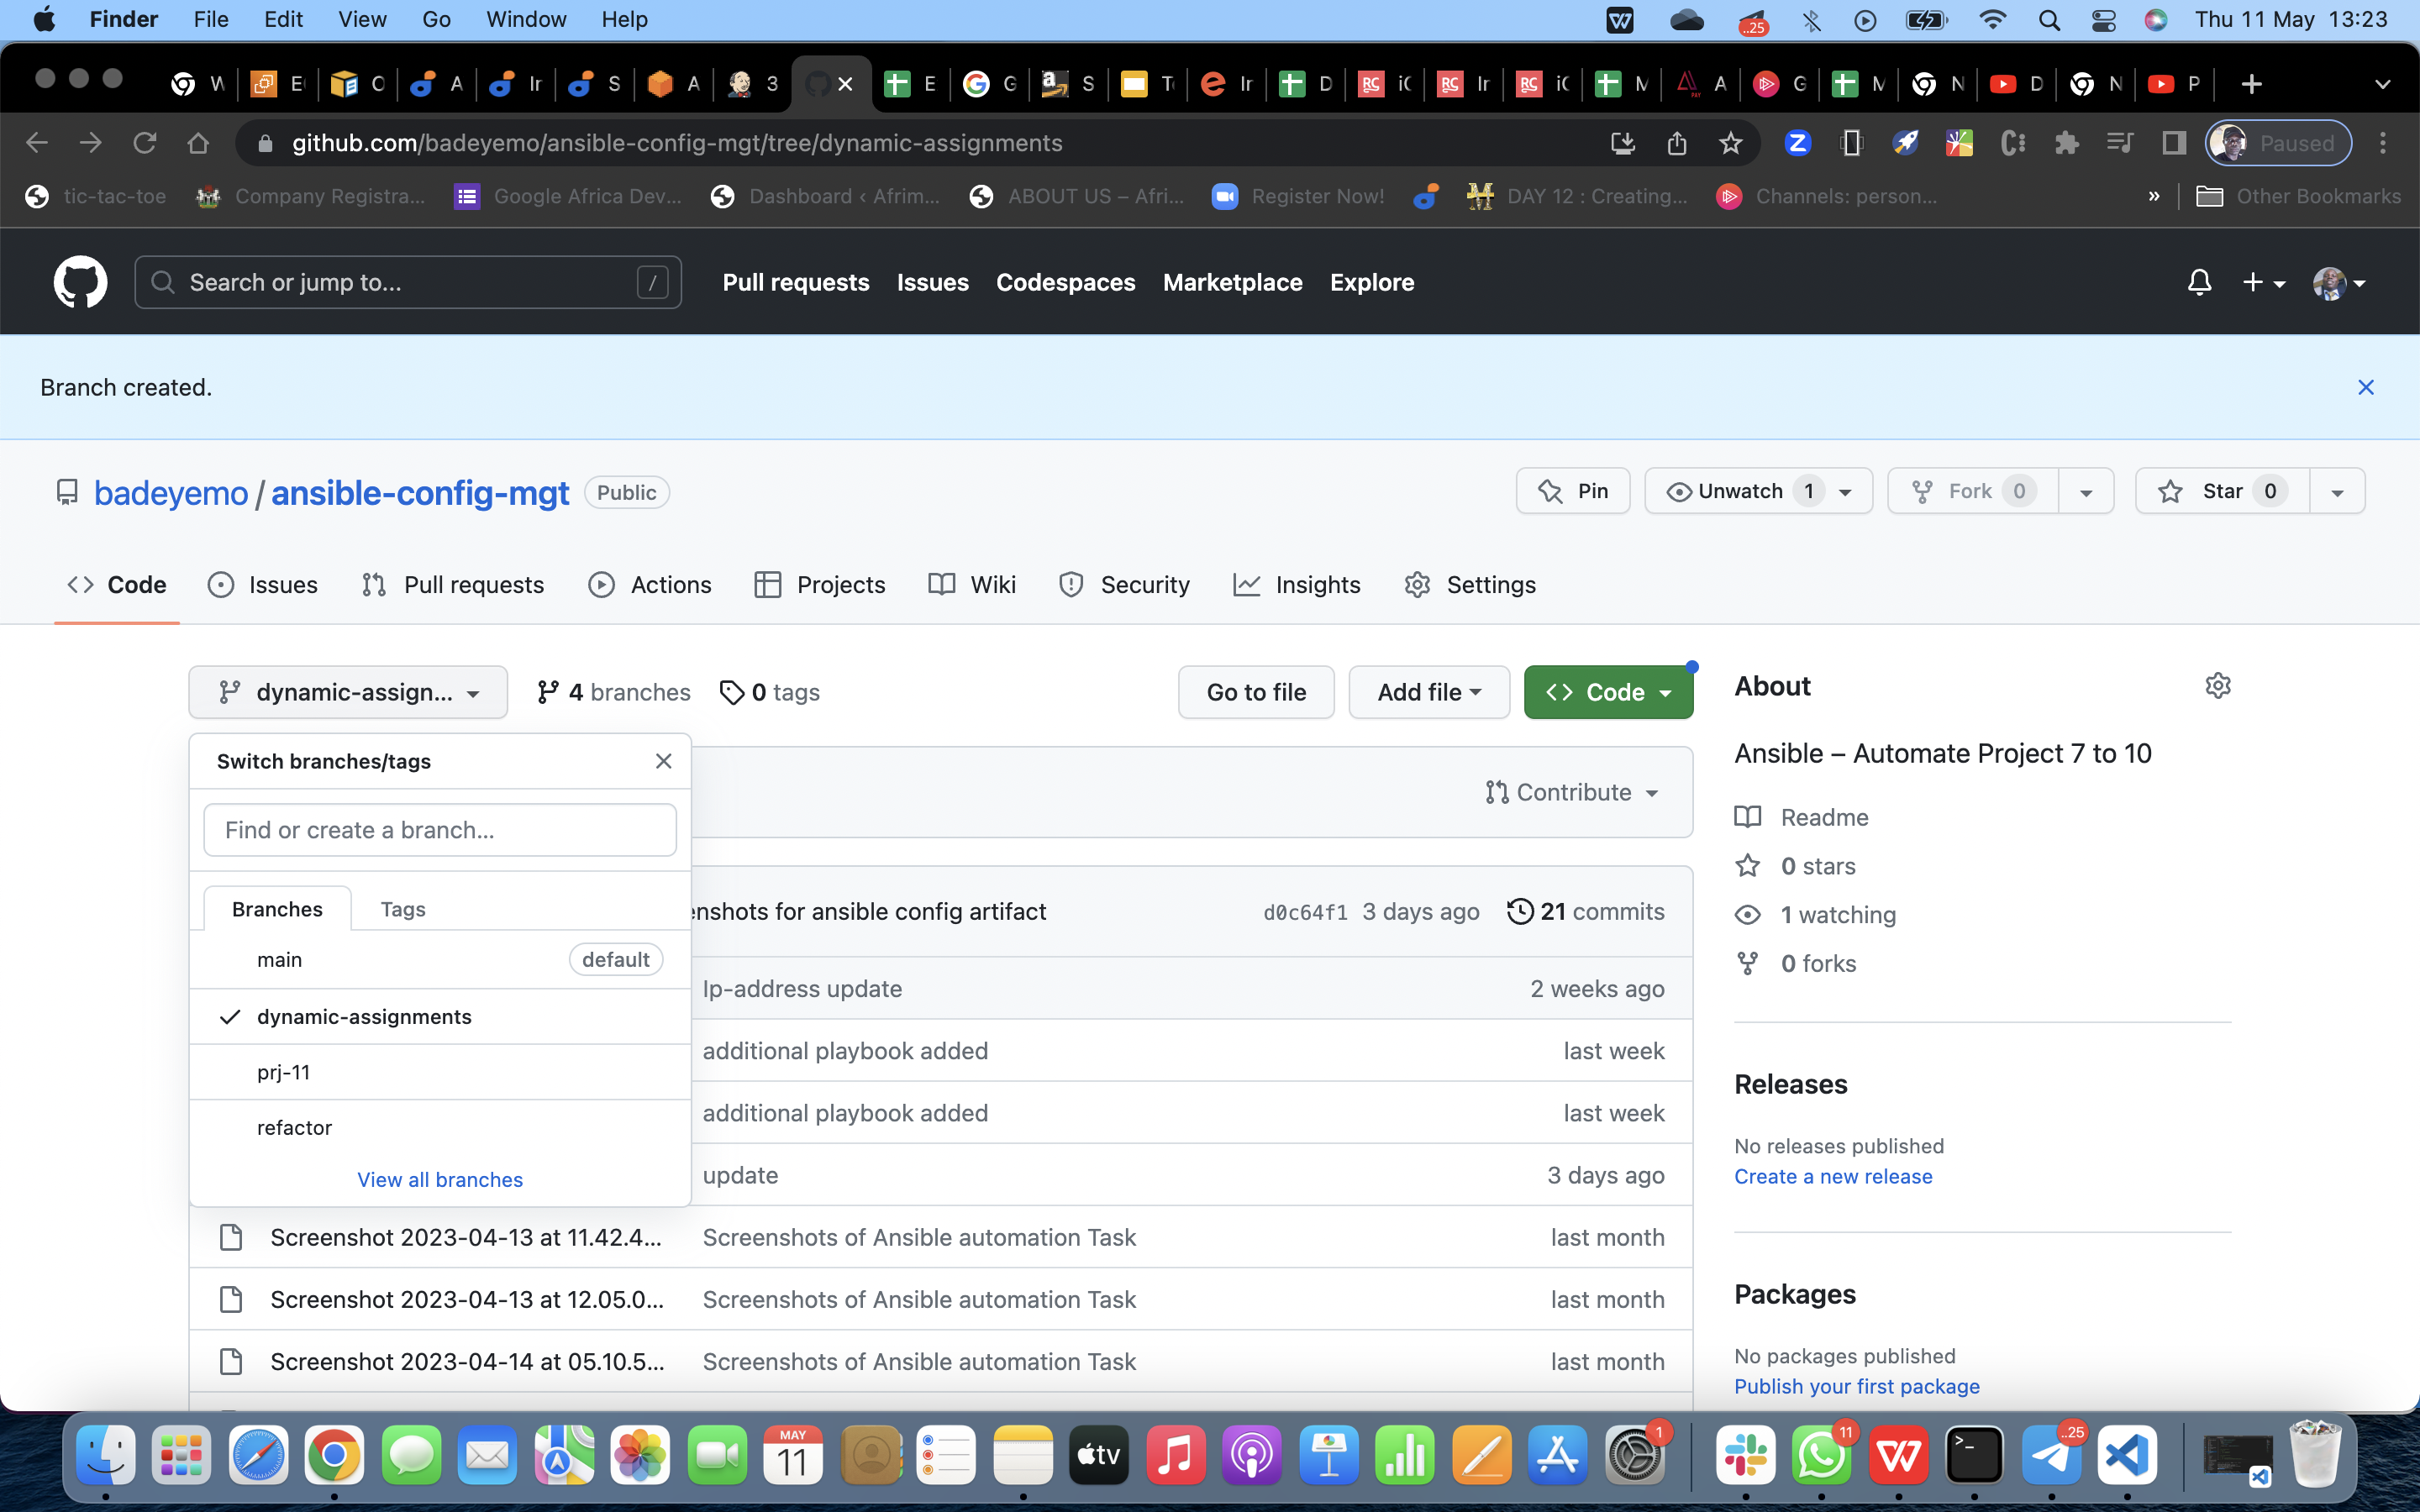 Finder File Edit View Go Window Help ..25 Thu 11 May 13:23
W E C A Ir S A 3 E G S T Ir D iC Ir iC M A G M N D N P
github.com/badeyemo/ansible-config-mgt/tree/dynamic-assignments Paused
tic-tac-toe Company Registra... Google Africa Dev... Dashboard ‹ Afrim... ABOUT US – Afri... Register Now! DAY 12 : Creating... Channels: person... » Other Bookmarks
Search or jump to... / Pull requests Issues Codespaces Marketplace Explore
Branch created.
badeyemo / ansible-config-mgt Public Pin Unwatch 1 Fork 0 Star 0
Code Issues Pull requests Actions Projects Wiki Security Insights Settings
dynamic-assign... 4 branches 0 tags Go to file Add file Code About
Switch branches/tags
Ansible – Automate Project 7 to 10
Contribute
Find or create a branch...
Readme
0 stars
Branches Tags
enshots for ansible config artifact d0c64f1 3 days ago 21 commits
1 watching
main default
0 forks
Ip-address update 2 weeks ago
dynamic-assignments
additional playbook added last week
prj-11
Releases
additional playbook added last week
refactor
No releases published
View all branches
update 3 days ago
Create a new release
Screenshot 2023-04-13 at 11.42.4... Screenshots of Ansible automation Task last month
Screenshot 2023-04-13 at 12.05.0... Screenshots of Ansible automation Task last month
Packages
Screenshot 2023-04-14 at 05.10.5... Screenshots of Ansible automation Task last month
No packages published
Publish your first package
MAY 11 tv 1 11 ..25